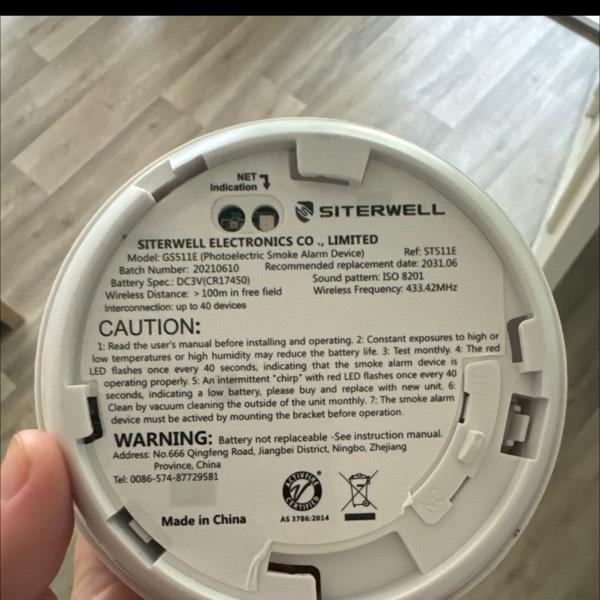 NET
Indication
SITERWELL
SITERWELL ELECTRONICS CO ., LIMITED
Model: GS511E (Photoelectric Smoke Alarm Device) Ref: ST511E
Batch Number: 20210610 Recommended replacement date: 2031.06
Battery Spec.: DC3V(CR17450) Sound pattern: ISO 8201
Wireless Distance: >100m in free field Wireless Frequency: 433.42MHz
Interconnection: up to 40 devices
CAUTION:
1: Read the user's manual before installing and operating. 2: Constant exposures to high or
low temperatures or high humidity may reduce the battery life. 3: Test monthly. 4: The red
LED flashes once every 40 seconds, indicating that the smoke alarm device is
operating properly. 5: An intermittent "chirp" with red LED flashes once every 40
seconds, indicating a low battery, please buy and replace with new unit. 6:
Clean by vacuum cleaning the outside of the unit monthly. 7: The smoke alarm
device must be actived by mounting the bracket before operation.
WARNING: Battery not replaceable -See instruction manual.
Address: No.666 Qingfeng Road, Jiangbei District, Ningbo, Zhejiang
Province, China
Tel: 0086-574-87729581
ACTIVFIRE
CERTIFIED
®
AS 3786:2014
Made in China
ON